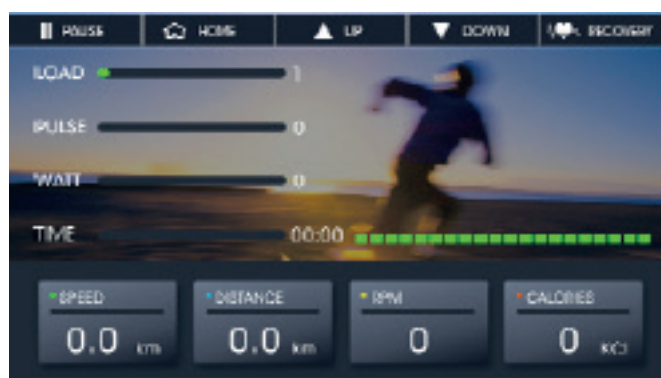 PAUSE HOME UP DOWN RECOVERY
LOAD 1
PULSE 0
WATT 0
TIME 00:00
SPEED DISTANCE RPM CALORIES
0.0 km 0.0 km 0 0